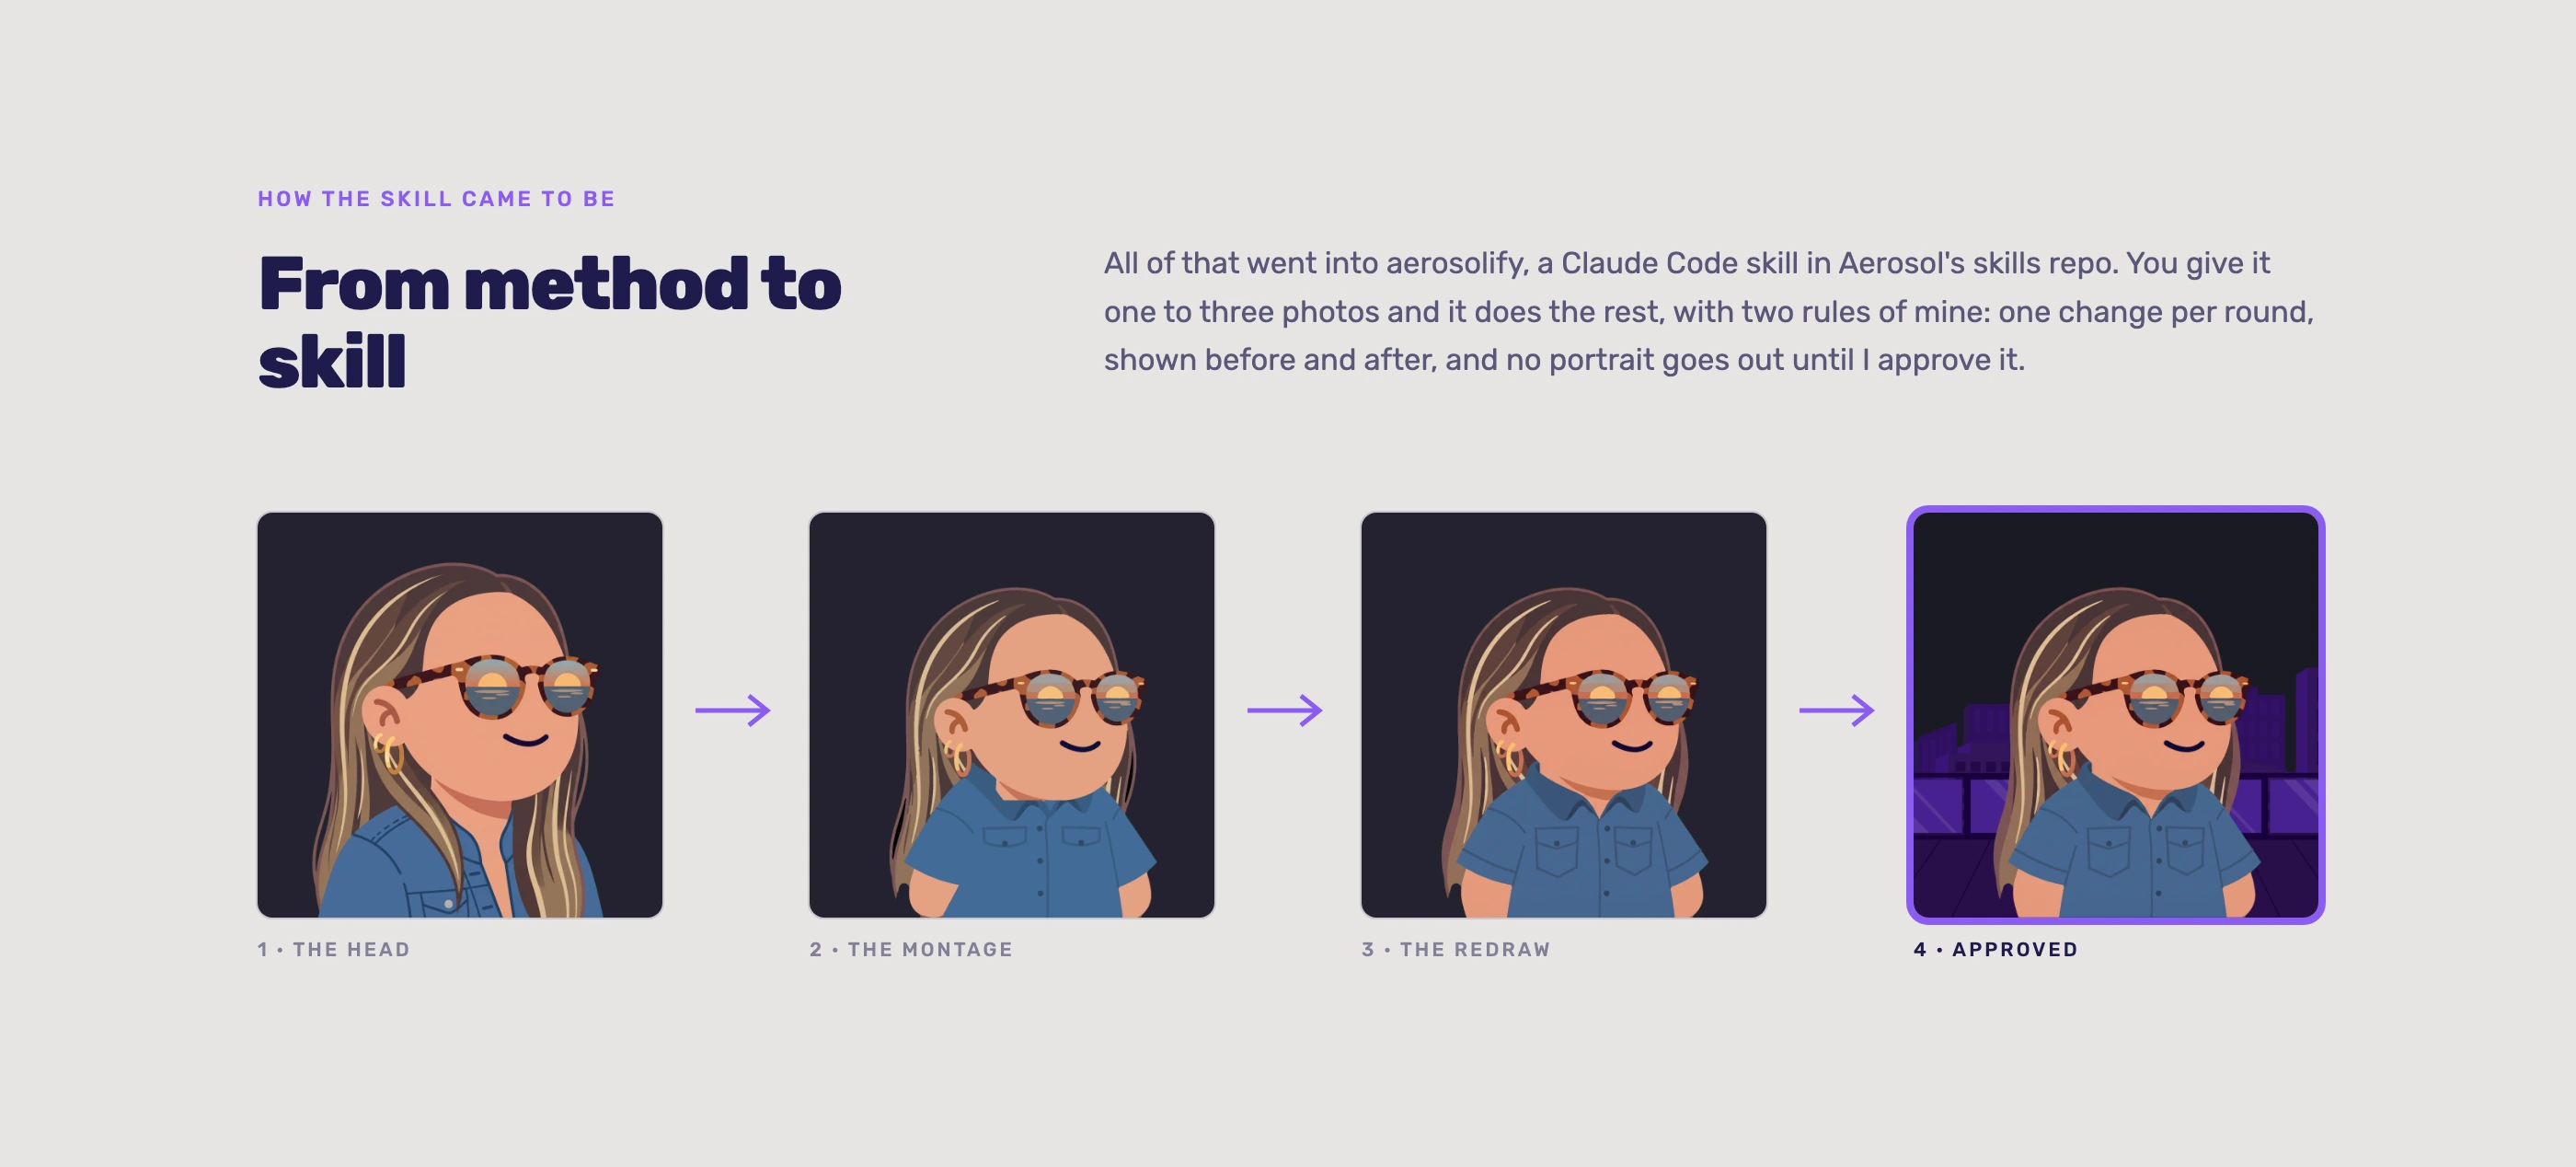 HOW THE SKILL CAME TO BE
From method to
skill
All of that went into aerosolify, a Claude Code skill in Aerosol's skills repo. You give it
one to three photos and it does the rest, with two rules of mine: one change per round,
shown before and after, and no portrait goes out until I approve it.
1 • THE HEAD
2 • THE MONTAGE
3 • THE REDRAW
4 • APPROVED